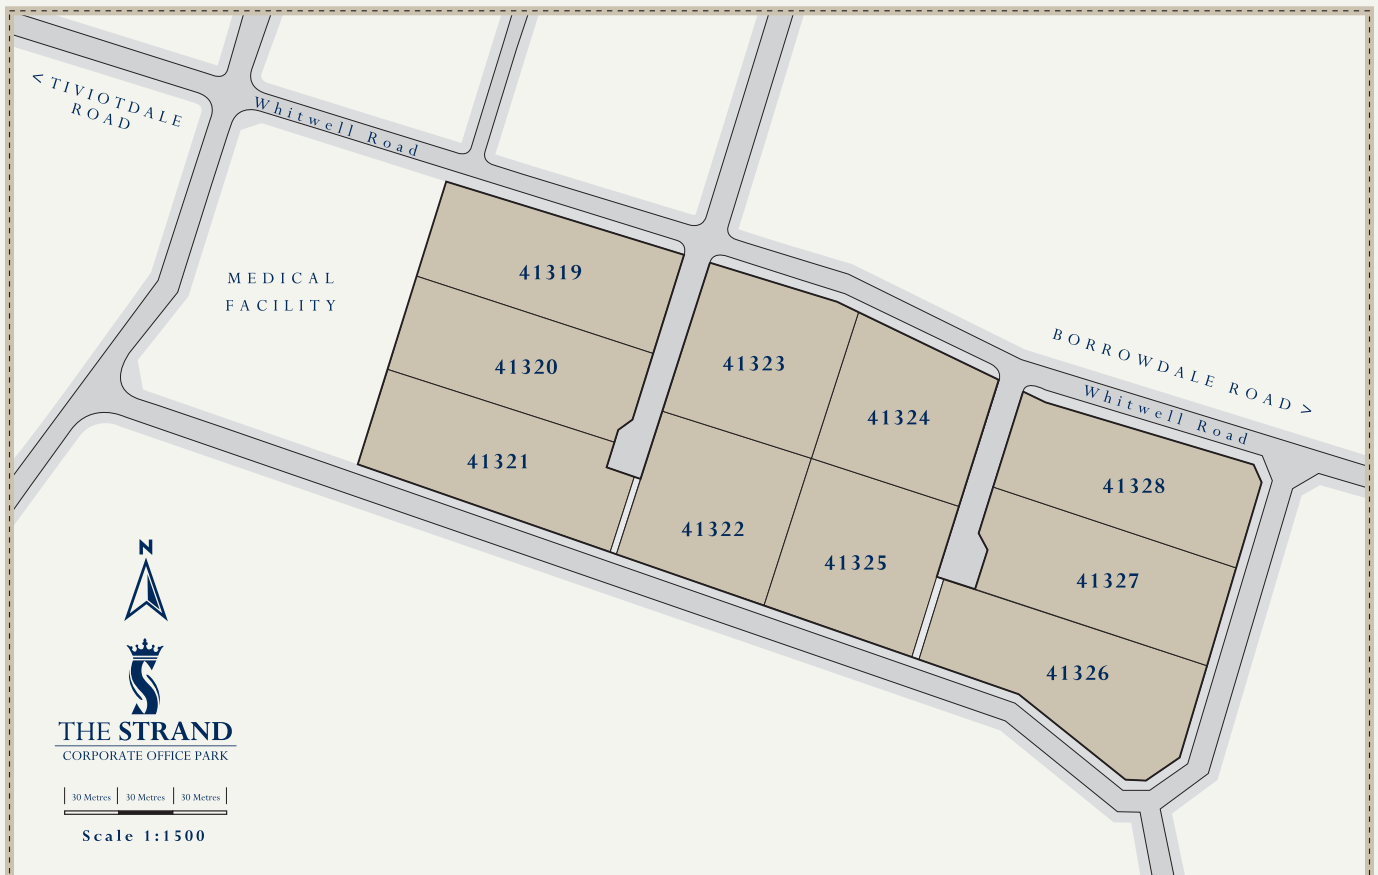 < TIVIOTDALE
ROAD
Whitwell Road
MEDICAL
FACILITY
41319
41320
41321
41323
41324
41322
41325
BORROWDALE ROAD >
Whitwell Road
41328
41327
41326
N
THE STRAND
CORPORATE OFFICE PARK
30 Metres 30 Metres 30 Metres
Scale 1:1500